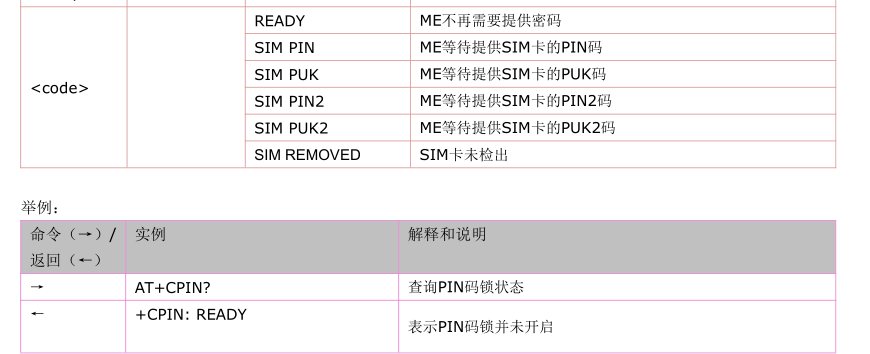 READY ME不再需要提供密码
SIM PIN ME等待提供SIM卡的PIN码
SIM PUK ME等待提供SIM卡的PUK码
<code>
SIM PIN2 ME等待提供SIM卡的PIN2码
SIM PUK2 ME等待提供SIM卡的PUK2码
SIM REMOVED SIM卡未检出
举例：
命令（→）/ 实例 解释和说明
返回（←）
→ AT+CPIN? 查询PIN码锁状态
← +CPIN: READY
表示PIN码锁并未开启